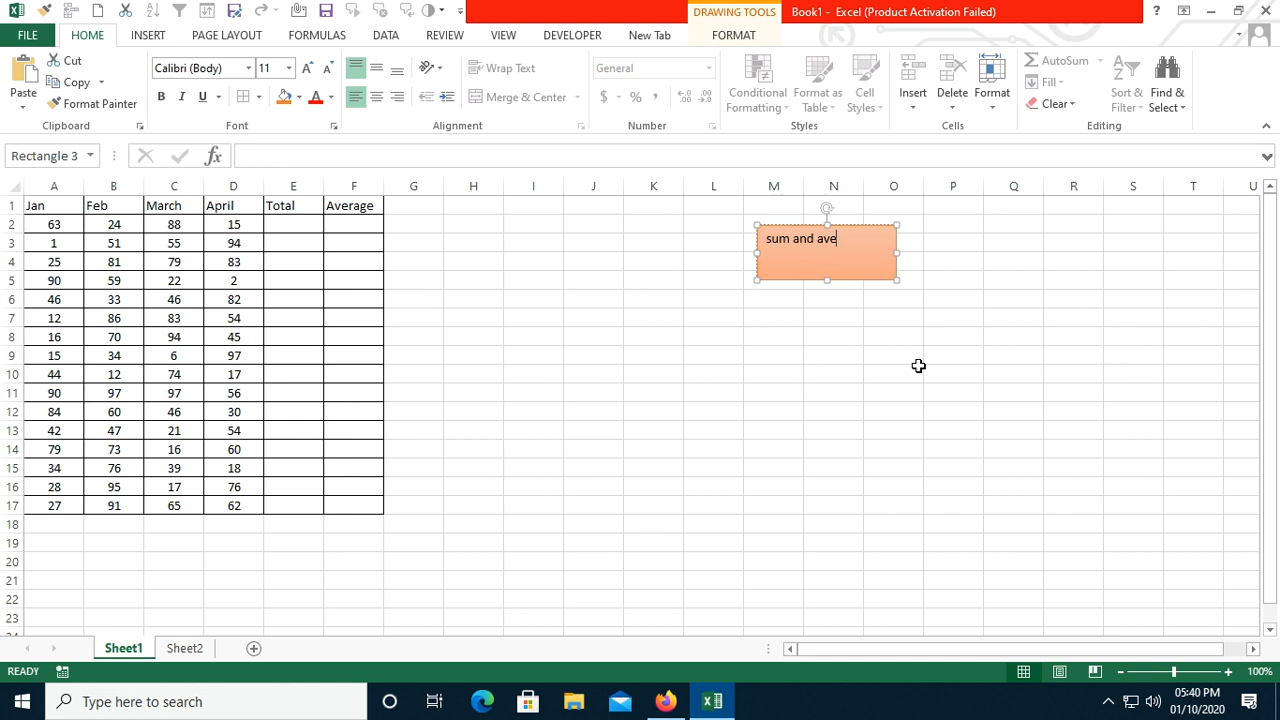 DRAWING TOOLS
Book1 - Excel (Product Activation Failed)
FILE HOME INSERT PAGE LAYOUT FORMULAS DATA REVIEW VIEW DEVELOPER New Tab FORMAT
Paste
Cut
Copy
Format Painter
Clipboard
Calibri (Body) 11
B I U
Font
Wrap Text
Merge & Center
Alignment
General
$ % ,
Number
Conditional Formatting
Format as Table
Cell Styles
Styles
Insert
Delete
Format
Cells
AutoSum
Fill
Clear
Sort & Filter
Find & Select
Editing
Rectangle 3
fx
A B C D E F G H I J K L M N O P Q R S T U
1 Jan Feb March April Total Average
2 63 24 88 15
3 1 51 55 94
4 25 81 79 83
5 90 59 22 2
6 46 33 46 82
7 12 86 83 54
8 16 70 94 45
9 15 34 6 97
10 44 12 74 17
11 90 97 97 56
12 84 60 46 30
13 42 47 21 54
14 79 73 16 60
15 34 76 39 18
16 28 95 17 76
17 27 91 65 62
18
19
20
21
22
23
sum and ave
Sheet1 Sheet2
READY
100%
Type here to search
05:40 PM
01/10/2020